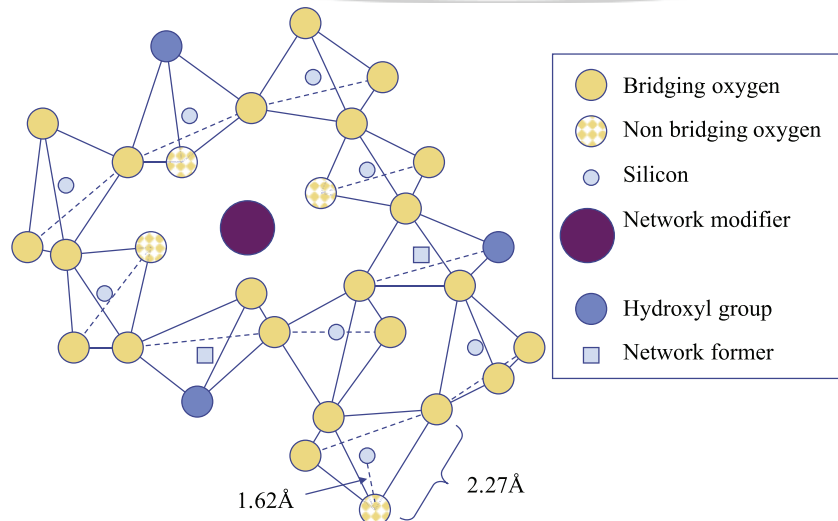 Bridging oxygen
Non bridging oxygen
Silicon
Network modifier
Hydroxyl group
Network former
1.62Å
2.27Å